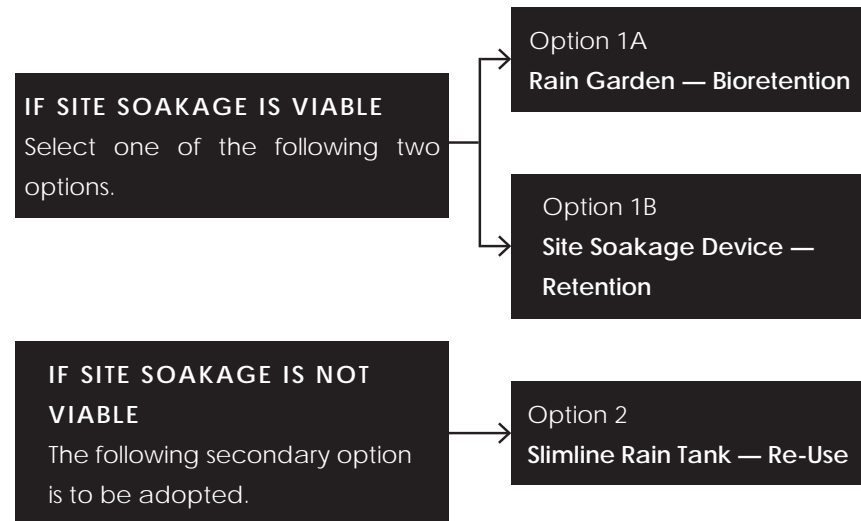 IF SITE SOAKAGE IS VIABLE
Select one of the following two
options.
Option 1A
Rain Garden — Bioretention
Option 1B
Site Soakage Device —
Retention
IF SITE SOAKAGE IS NOT
VIABLE
The following secondary option
is to be adopted.
Option 2
Slimline Rain Tank — Re-Use